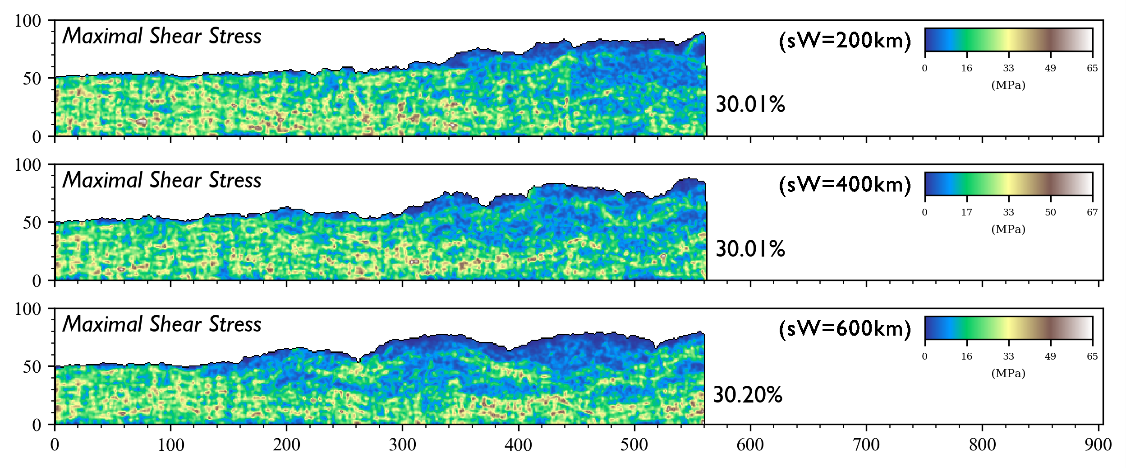 100
Maximal Shear Stress
(sW=200km)
0 16 33 49 65
(MPa)
50
30.01%
0
100
Maximal Shear Stress
(sW=400km)
0 17 33 50 67
(MPa)
50
30.01%
0
100
Maximal Shear Stress
(sW=600km)
0 16 33 49 65
(MPa)
50
30.20%
0
0 100 200 300 400 500 600 700 800 900